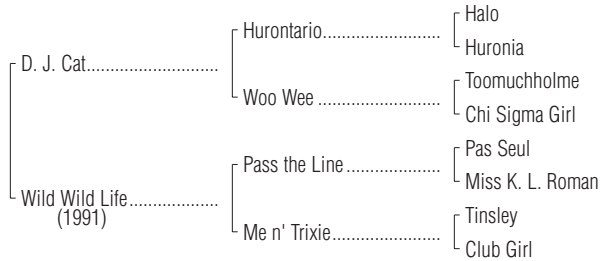 Halo
Hurontario
Huronia
D. J. Cat
Toomuchholme
Woo Wee
Chi Sigma Girl
Pas Seul
Pass the Line
Miss K. L. Roman
Wild Wild Life
(1991)
Tinsley
Me n' Trixie
Club Girl